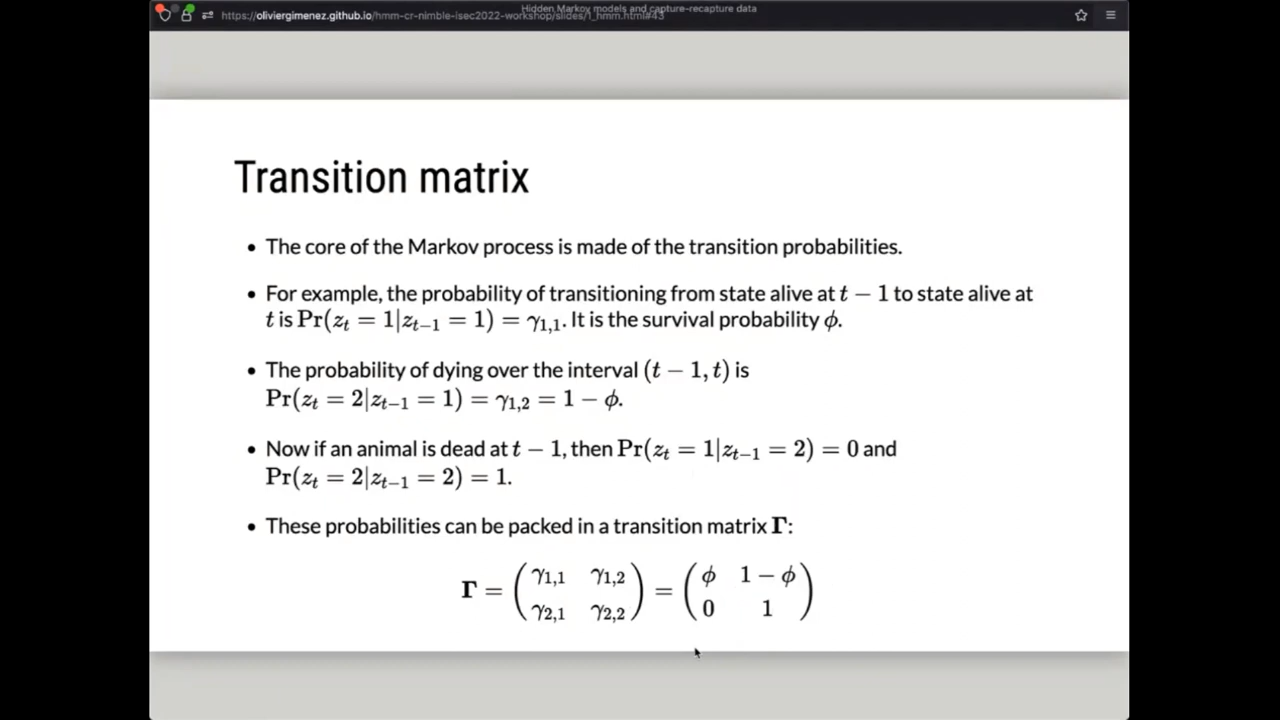 Hidden Markov models and capture-recapture data
https://oliviergimenez.github.io/hmm-cr-nimble-isec2022-workshop/slides/1_hmm.html#43
Transition matrix
• The core of the Markov process is made of the transition probabilities.
• For example, the probability of transitioning from state alive at t − 1 to state alive at
t is Pr(z_t = 1|z_{t−1} = 1) = γ_{1,1}. It is the survival probability ϕ.
• The probability of dying over the interval (t − 1, t) is
Pr(z_t = 2|z_{t−1} = 1) = γ_{1,2} = 1 − ϕ.
• Now if an animal is dead at t − 1, then Pr(z_t = 1|z_{t−1} = 2) = 0 and
Pr(z_t = 2|z_{t−1} = 2) = 1.
• These probabilities can be packed in a transition matrix Γ:
Γ = ( γ_{1,1} γ_{1,2} ; γ_{2,1} γ_{2,2} ) = ( ϕ 1 − ϕ ; 0 1 )